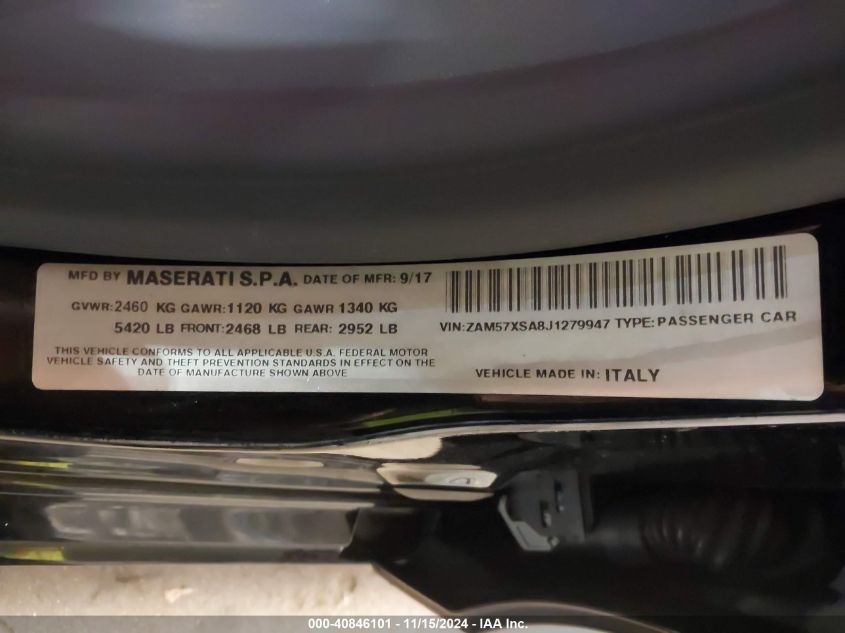 MFD BY MASERATI S.P.A. DATE OF MFR: 9/17
GVWR:2460 KG GAWR:1120 KG GAWR 1340 KG
5420 LB FRONT:2468 LB REAR: 2952 LB
THIS VEHICLE CONFORMS TO ALL APPLICABLE U.S.A. FEDERAL MOTOR
VEHICLE SAFETY AND THEFT PREVENTION STANDARDS IN EFFECT ON THE
DATE OF MANUFACTURE SHOWN ABOVE
VIN:ZAM57XSA8J1279947 TYPE:PASSENGER CAR
VEHICLE MADE IN: ITALY
000-40846101 - 11/15/2024 - IAA Inc.